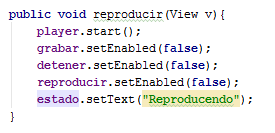 public void reproducir(View v){
    player.start();
    grabar.setEnabled(false);
    detener.setEnabled(false);
    reproducir.setEnabled(false);
    estado.setText("Reproducendo");
}